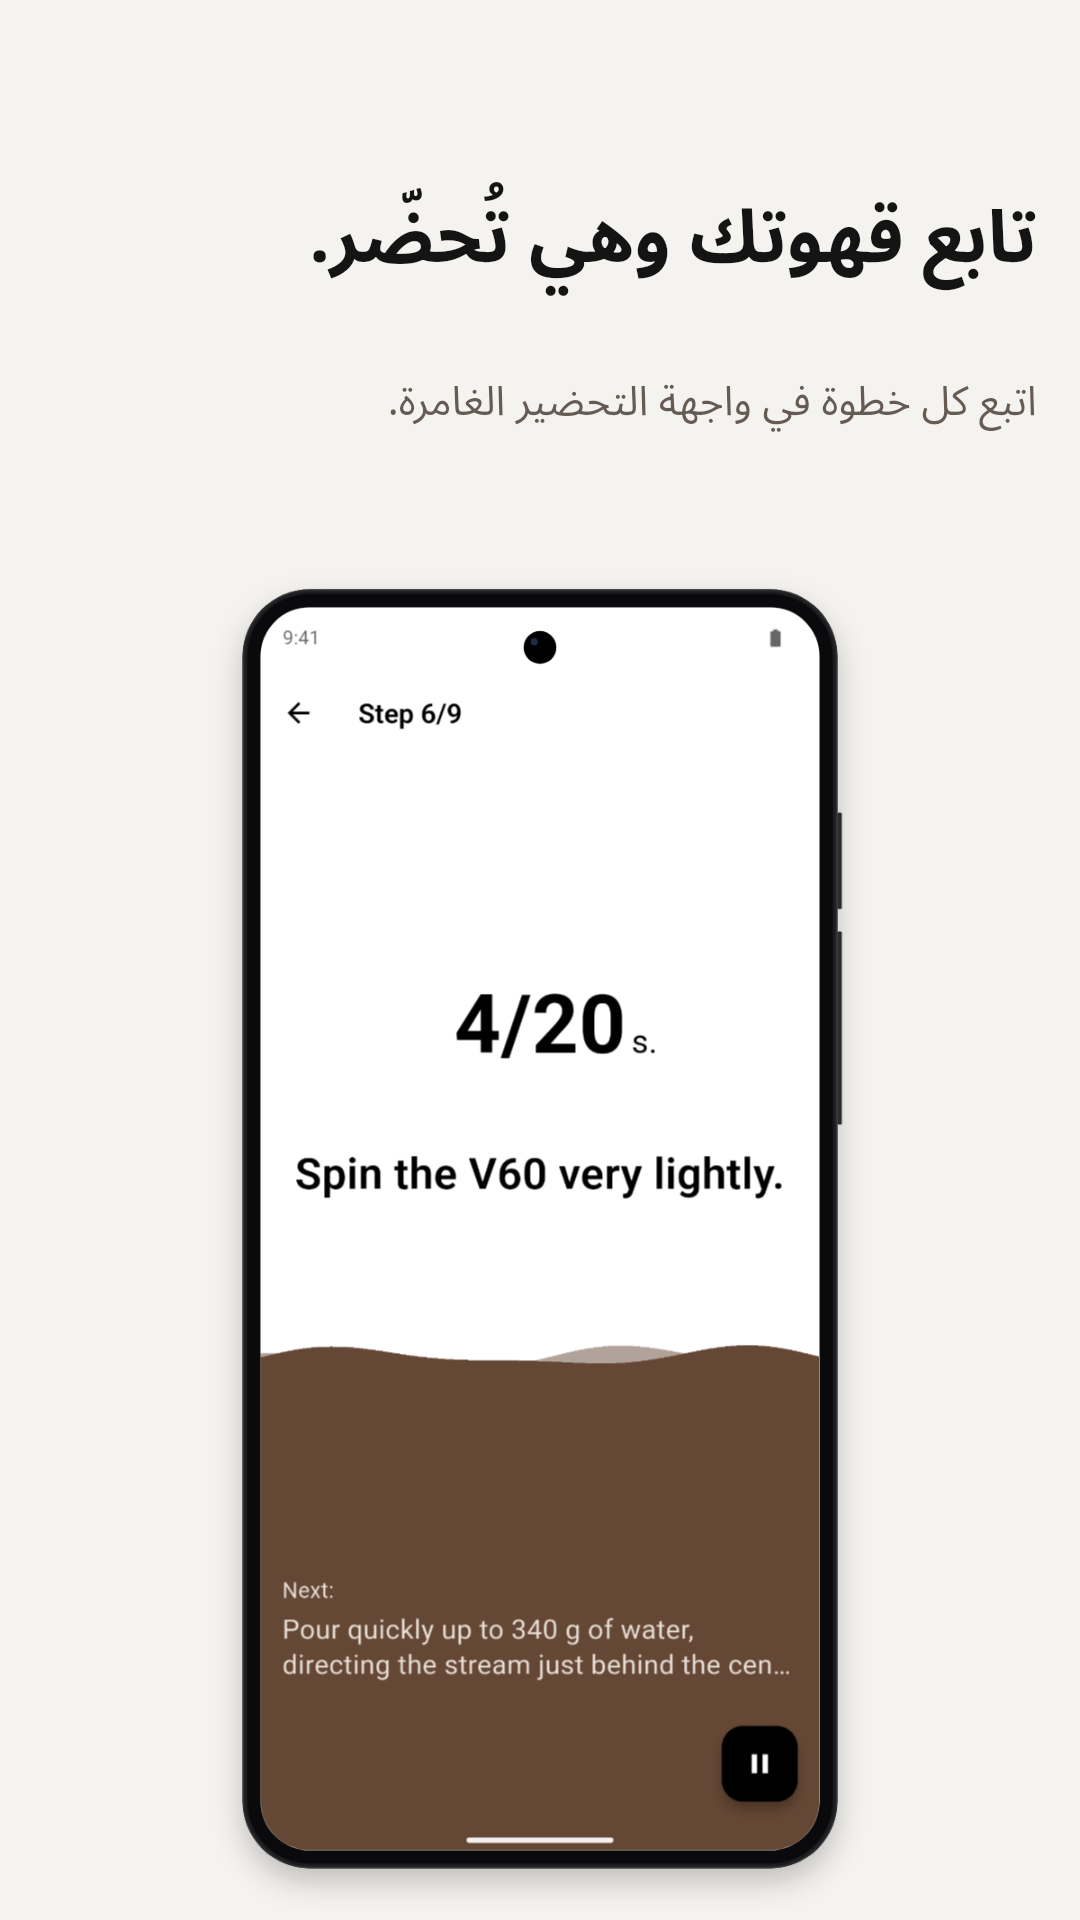 تابع قهوتك وهي تُحضّر.
اتبع كل خطوة في واجهة التحضير الغامرة.
9:41
Step 6/9
4/20 s.
Spin the V60 very lightly.
Next:
Pour quickly up to 340 g of water,
directing the stream just behind the cen…